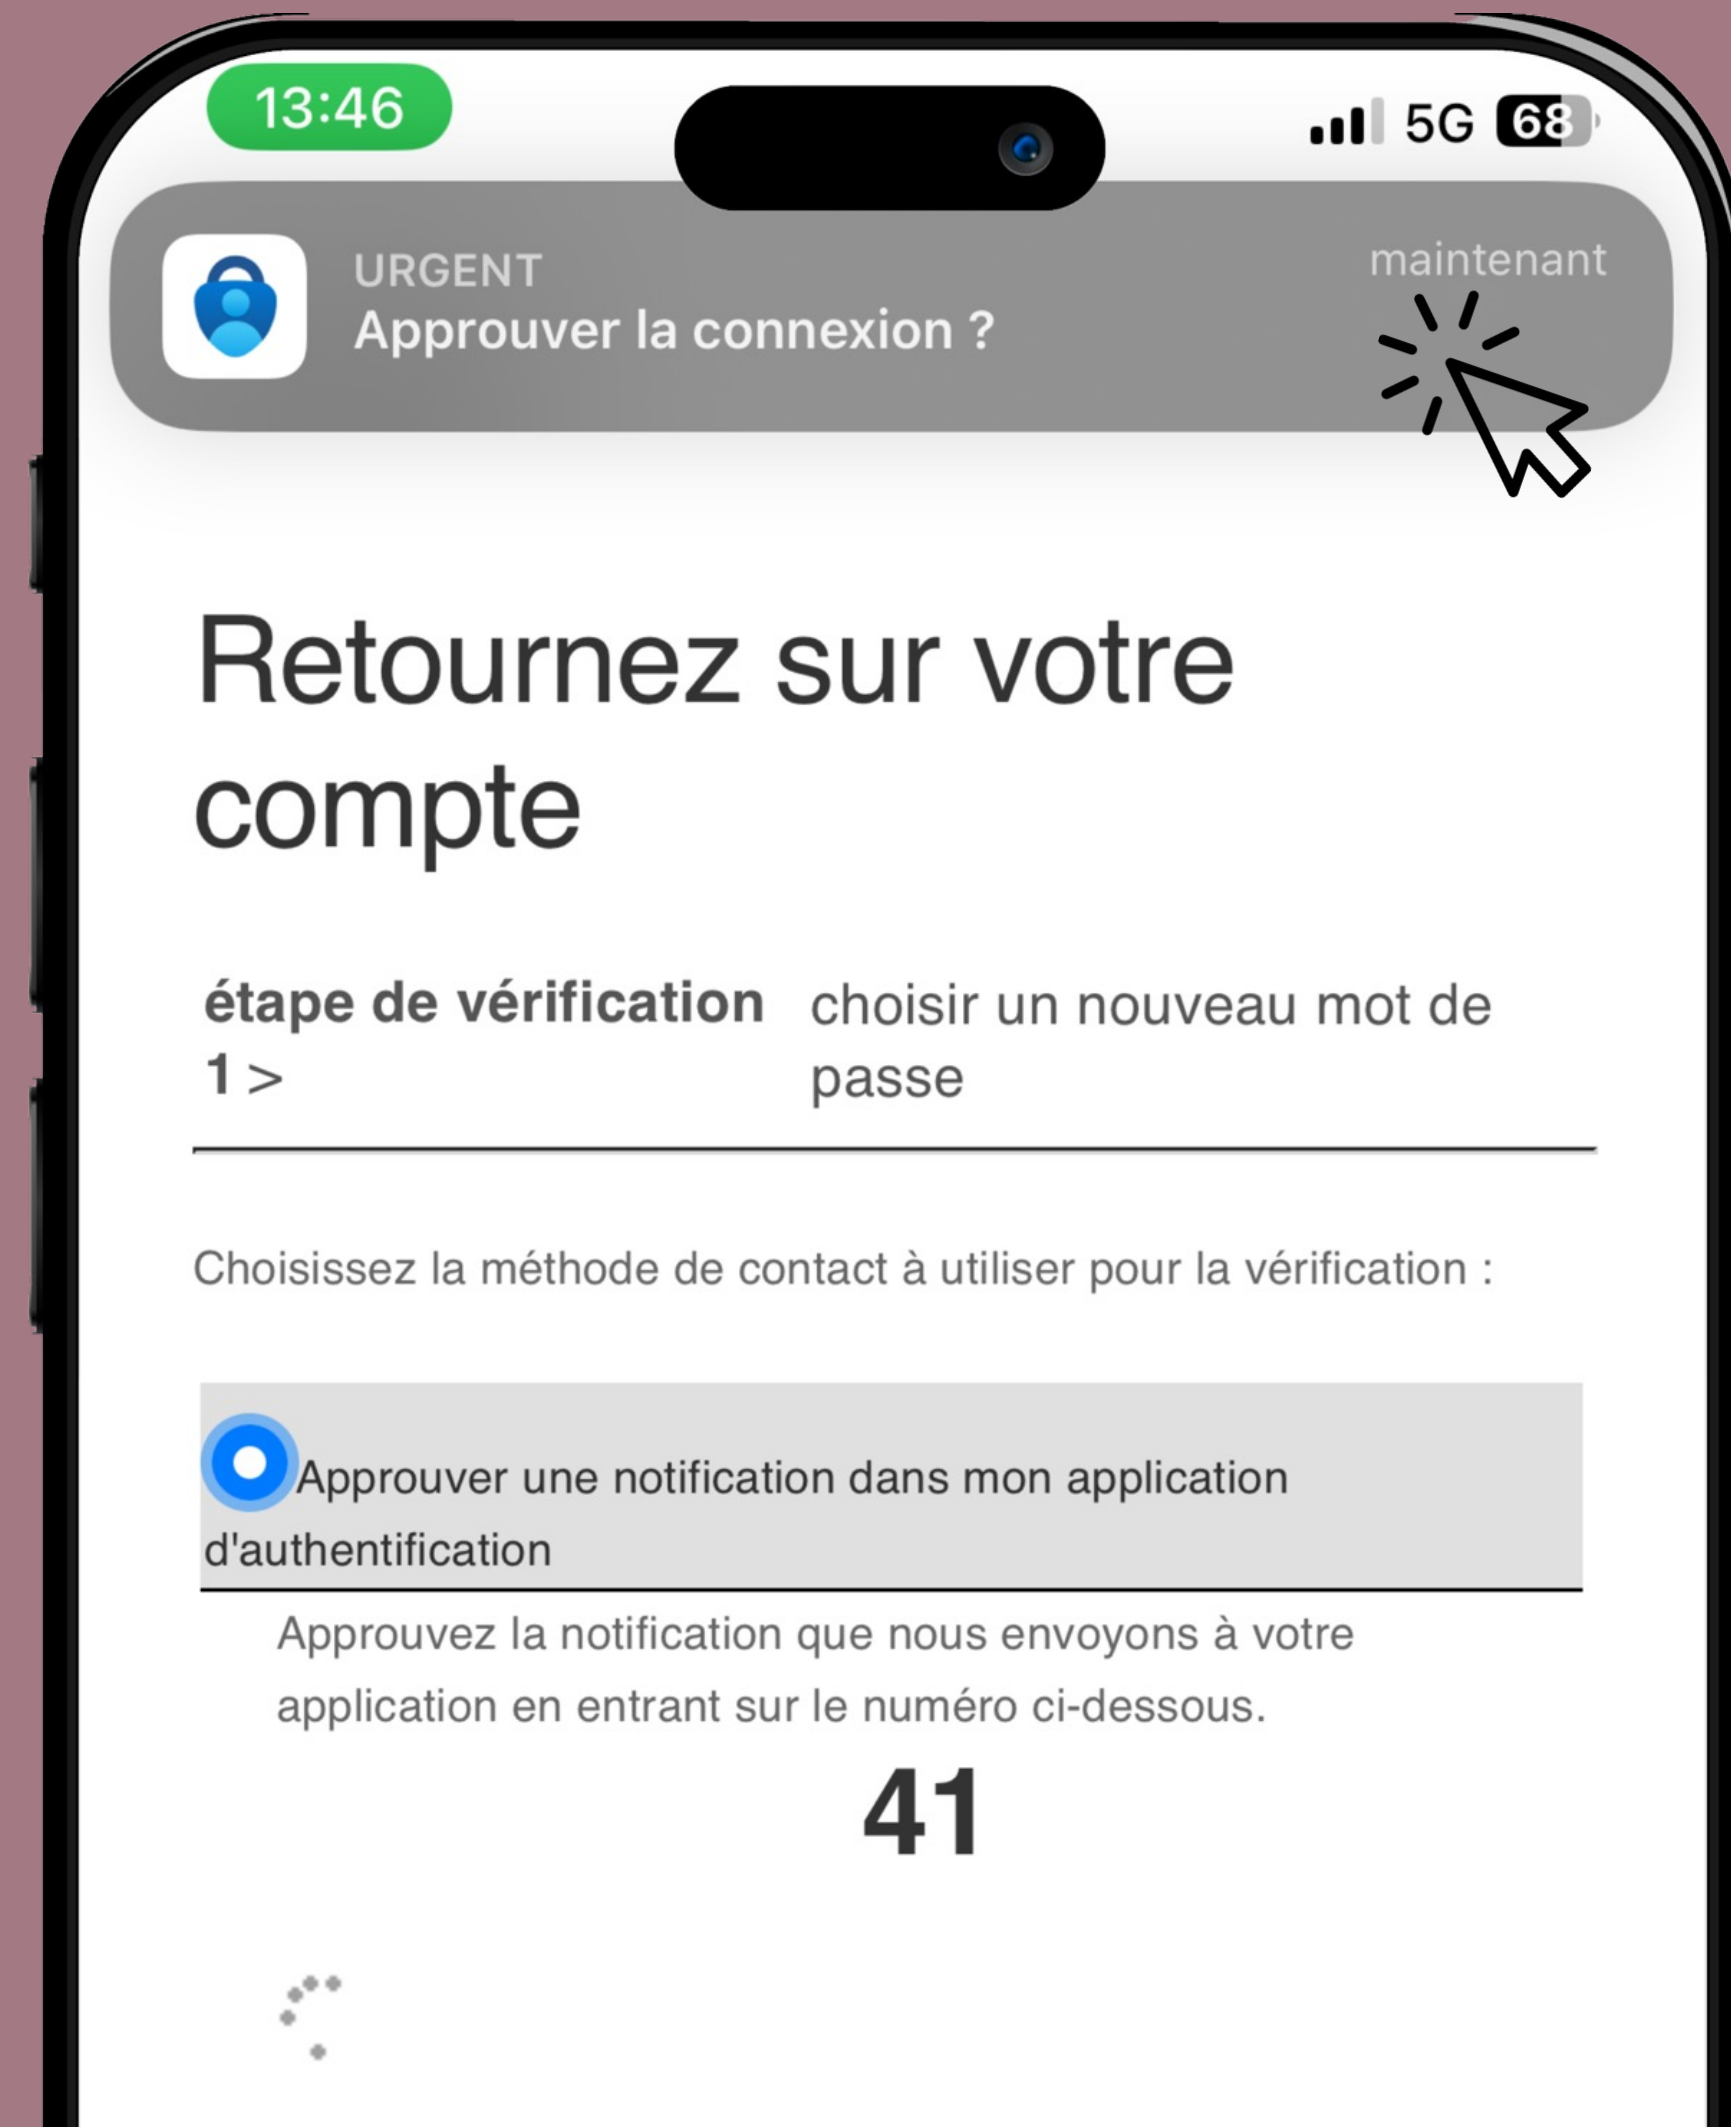 13:46
5G 68
URGENT
maintenant
Approuver la connexion ?
Retournez sur votre
compte
étape de vérification
1 >
choisir un nouveau mot de
passe
Choisissez la méthode de contact à utiliser pour la vérification :
Approuver une notification dans mon application
d'authentification
Approuvez la notification que nous envoyons à votre
application en entrant sur le numéro ci-dessous.
41